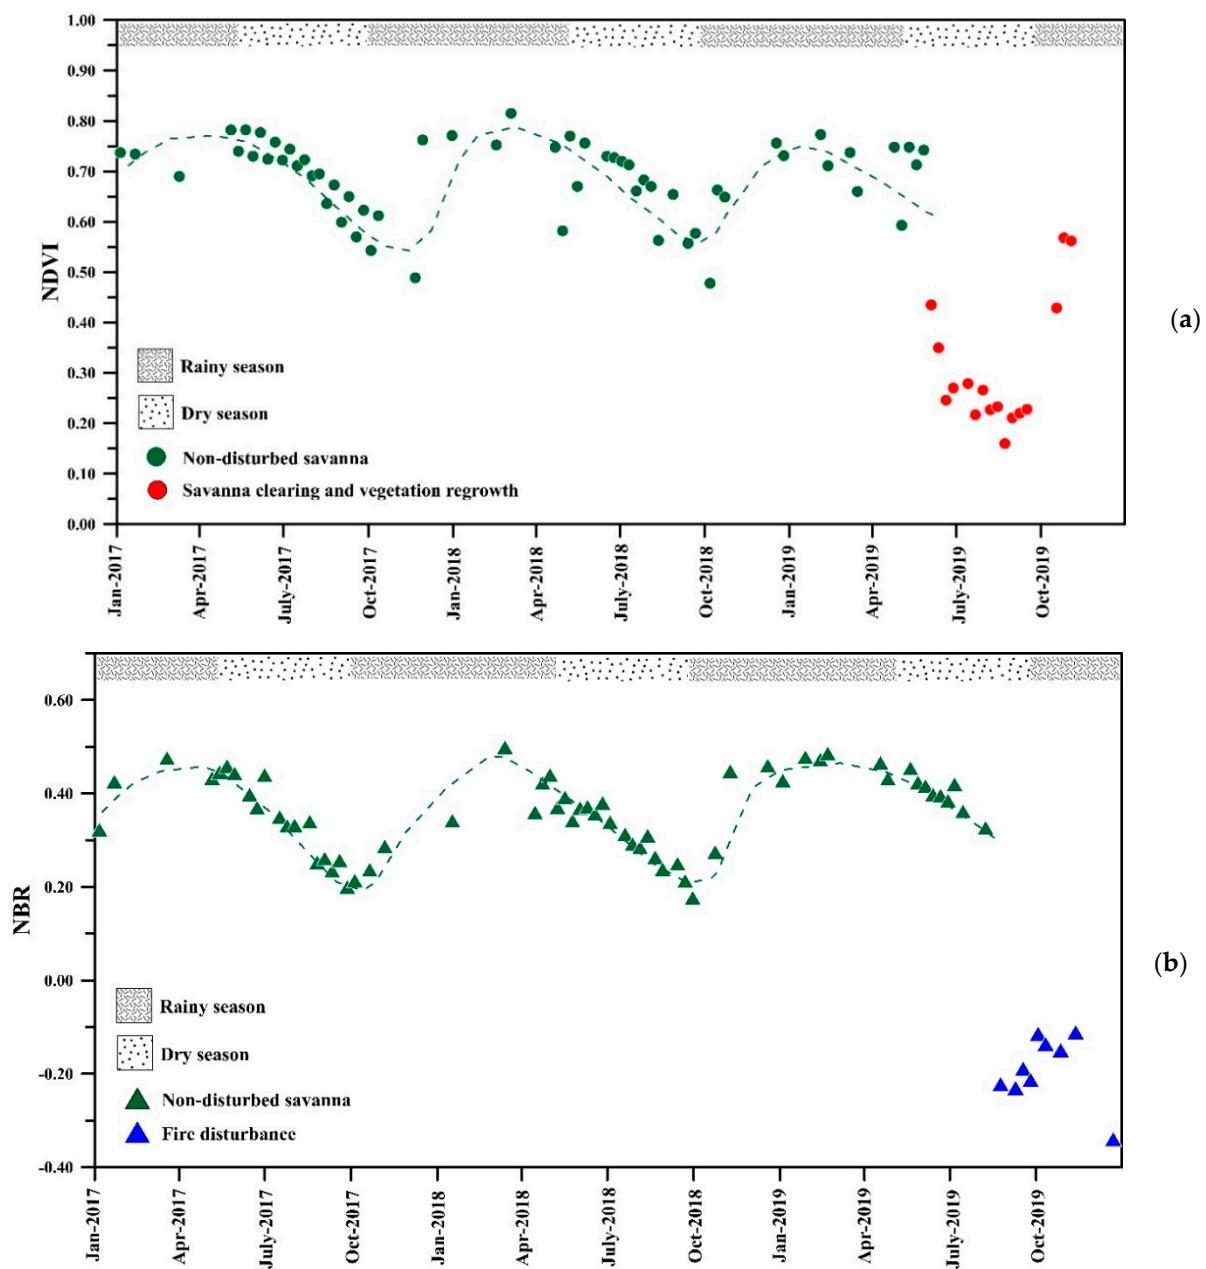 1.00
0.90
0.80
0.70
0.60
0.50
0.40
0.30
0.20
0.10
0.00
NDVI
Rainy season
Dry season
Non-disturbed savanna
Savanna clearing and vegetation regrowth
Jan-2017
Apr-2017
July-2017
Oct-2017
Jan-2018
Apr-2018
July-2018
Oct-2018
Jan-2019
Apr-2019
July-2019
Oct-2019
(a)
0.60
0.40
0.20
0.00
-0.20
-0.40
NBR
Rainy season
Dry season
Non-disturbed savanna
Fire disturbance
Jan-2017
Apr-2017
July-2017
Oct-2017
Jan-2018
Apr-2018
July-2018
Oct-2018
Jan-2019
Apr-2019
July-2019
Oct-2019
(b)